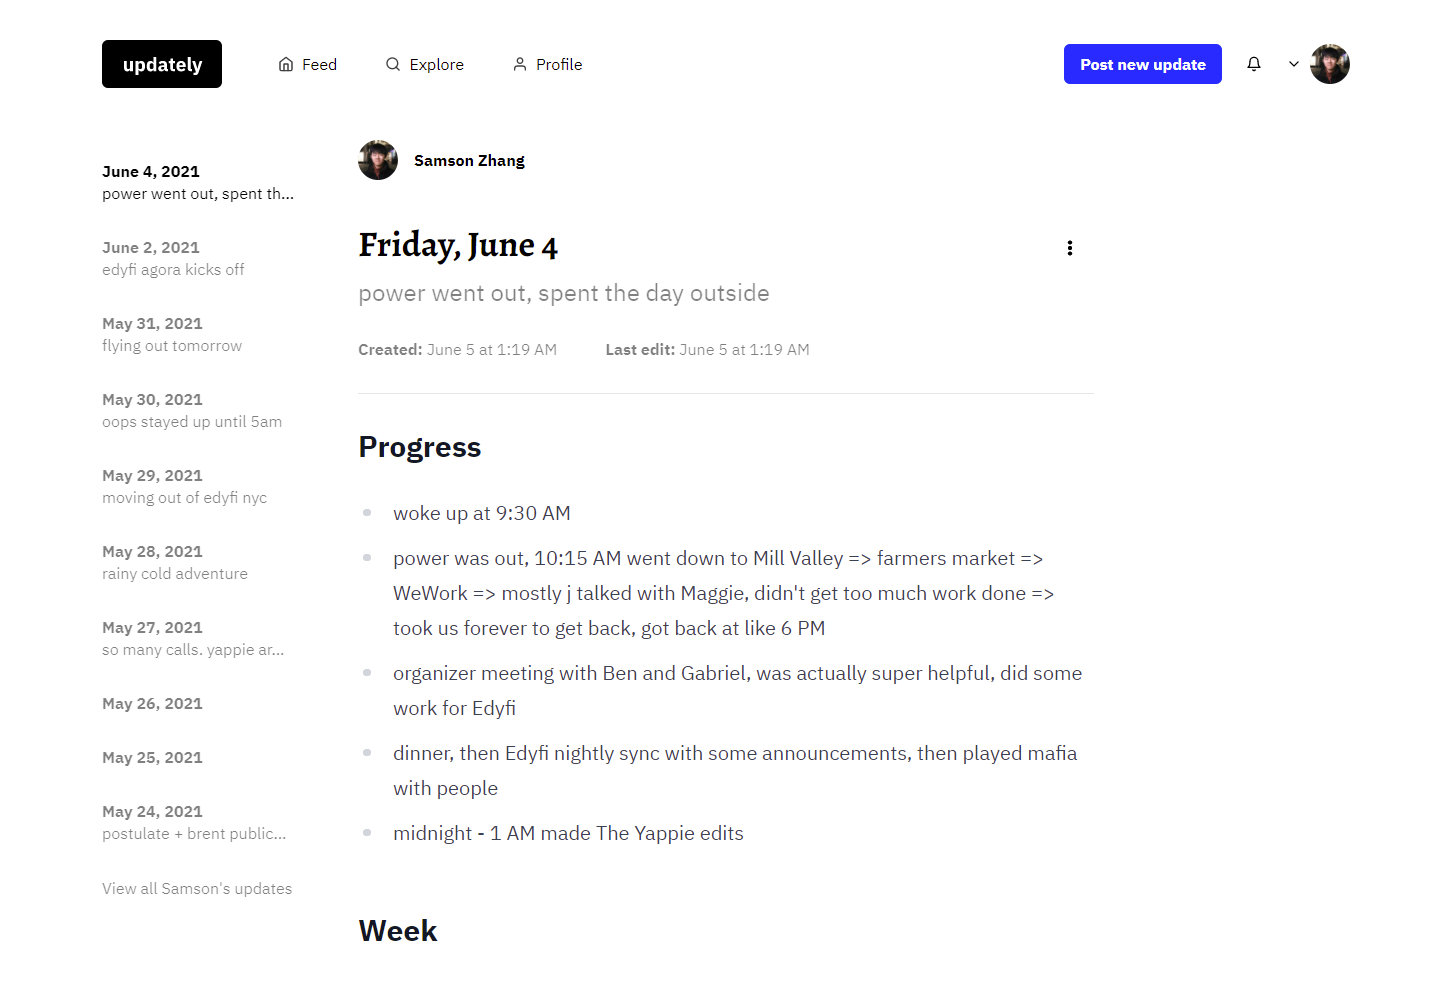 updately
Feed
Explore
Profile
Post new update
June 4, 2021
power went out, spent th...
June 2, 2021
edyfi agora kicks off
May 31, 2021
flying out tomorrow
May 30, 2021
oops stayed up until 5am
May 29, 2021
moving out of edyfi nyc
May 28, 2021
rainy cold adventure
May 27, 2021
so many calls. yappie ar...
May 26, 2021
May 25, 2021
May 24, 2021
postulate + brent public...
View all Samson's updates
Samson Zhang
Friday, June 4
power went out, spent the day outside
Created: June 5 at 1:19 AM
Last edit: June 5 at 1:19 AM
Progress
woke up at 9:30 AM
power was out, 10:15 AM went down to Mill Valley => farmers market =>
WeWork => mostly j talked with Maggie, didn't get too much work done =>
took us forever to get back, got back at like 6 PM
organizer meeting with Ben and Gabriel, was actually super helpful, did some
work for Edyfi
dinner, then Edyfi nightly sync with some announcements, then played mafia
with people
midnight - 1 AM made The Yappie edits
Week